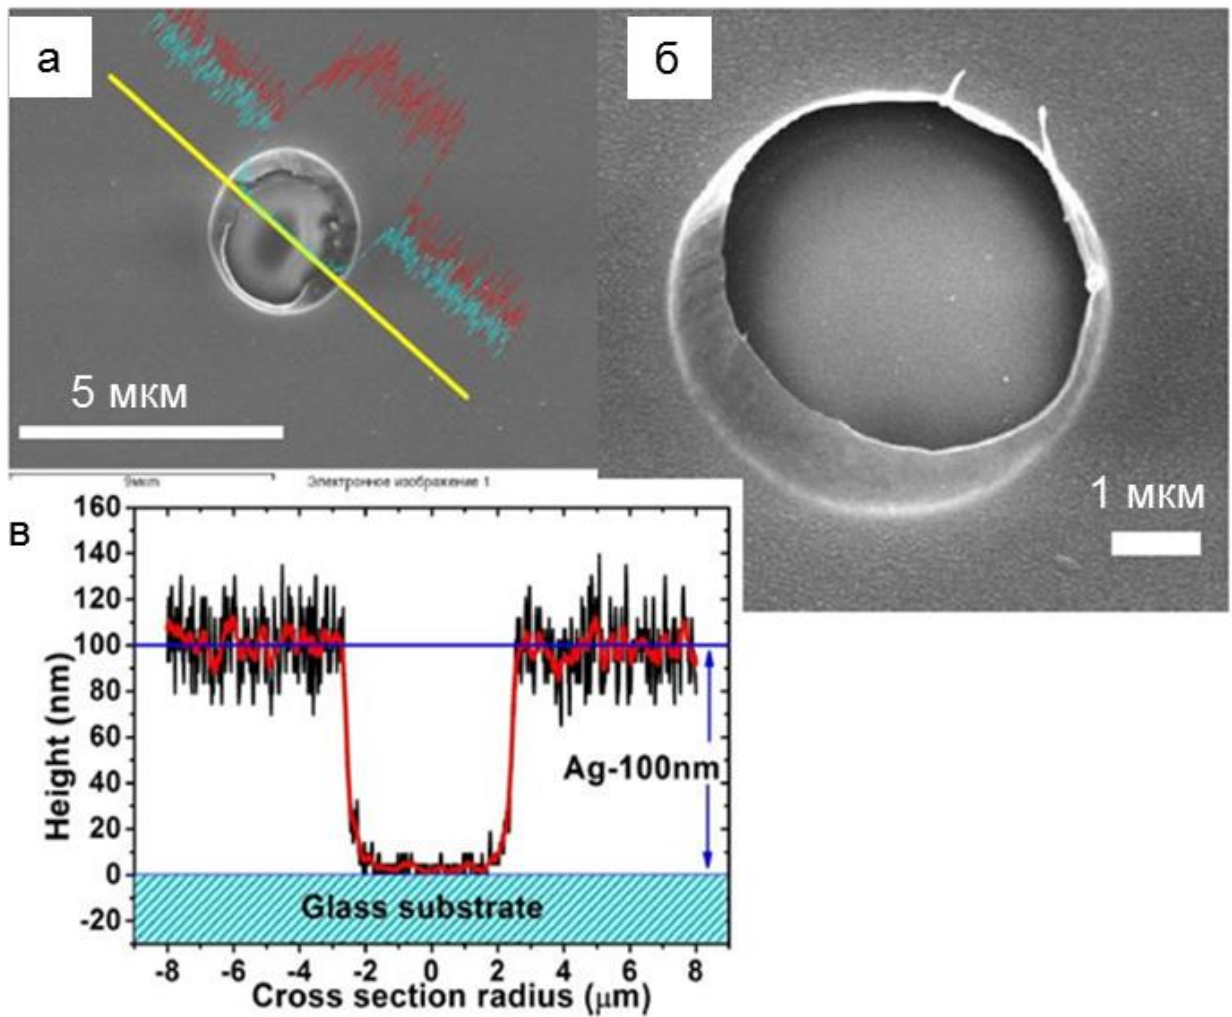 а
б
5 мкм
9мкм
Электронное изображение 1
1 мкм
в
160
140
120
100
80
60
40
20
0
-20
Height (nm)
Ag-100nm
Glass substrate
-8 -6 -4 -2 0 2 4 6 8
Cross section radius (μm)